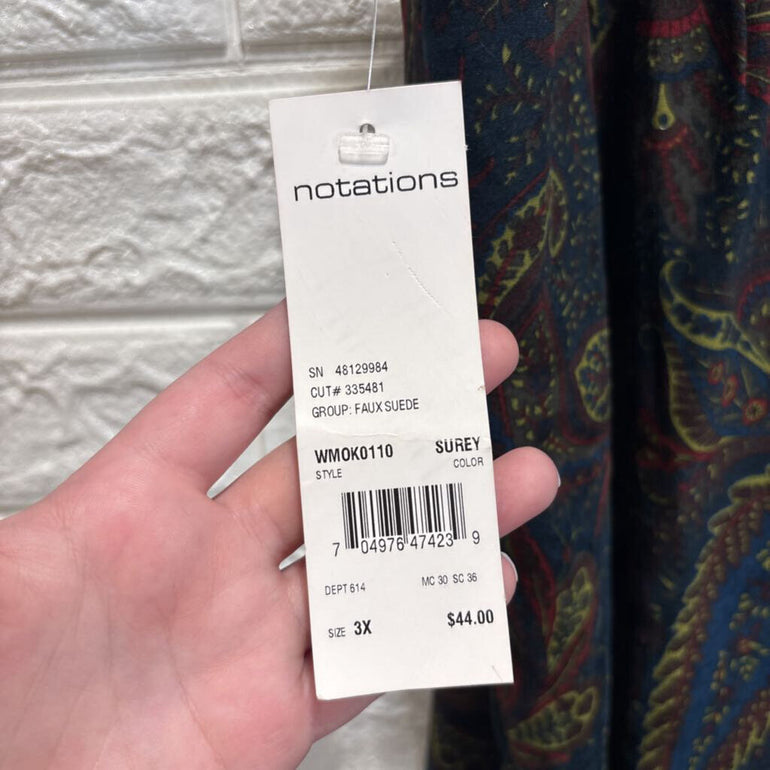 notations
SN 48129984
CUT# 335481
GROUP: FAUX SUEDE
WMOK0110 SUREY
STYLE COLOR
7 04976 47423 9
DEPT 614 MC 30 SC 36
SIZE 3X $44.00